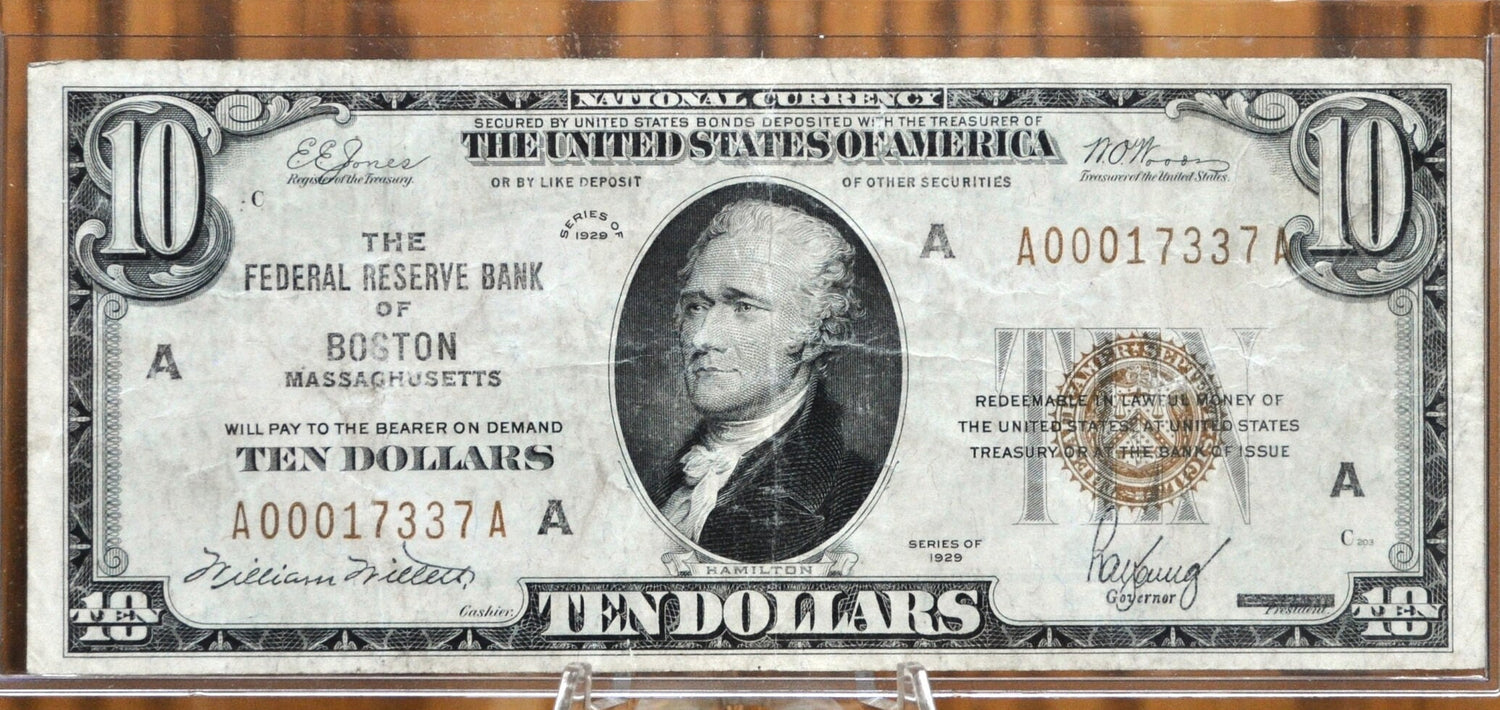 NATIONAL CURRENCY
SECURED BY UNITED STATES BONDS DEPOSITED WITH THE TREASURER OF
THE UNITED STATES OF AMERICA
OR BY LIKE DEPOSIT OF OTHER SECURITIES
10
10
E.E. Jones
Register of the Treasury.
W.O. Woods
Treasurer of the United States.
C
SERIES OF
1929
THE
FEDERAL RESERVE BANK
OF
BOSTON
MASSACHUSETTS
A
A
A00017337A
WILL PAY TO THE BEARER ON DEMAND
TEN DOLLARS
TEN
REDEEMABLE IN LAWFUL MONEY OF
THE UNITED STATES AT UNITED STATES
TREASURY OR AT THE BANK OF ISSUE
A00017337A
A
A
C 203
William Willett
Cashier.
HAMILTON
SERIES OF
1929
Governor
President.
10
TEN
TEN DOLLARS
10
TEN